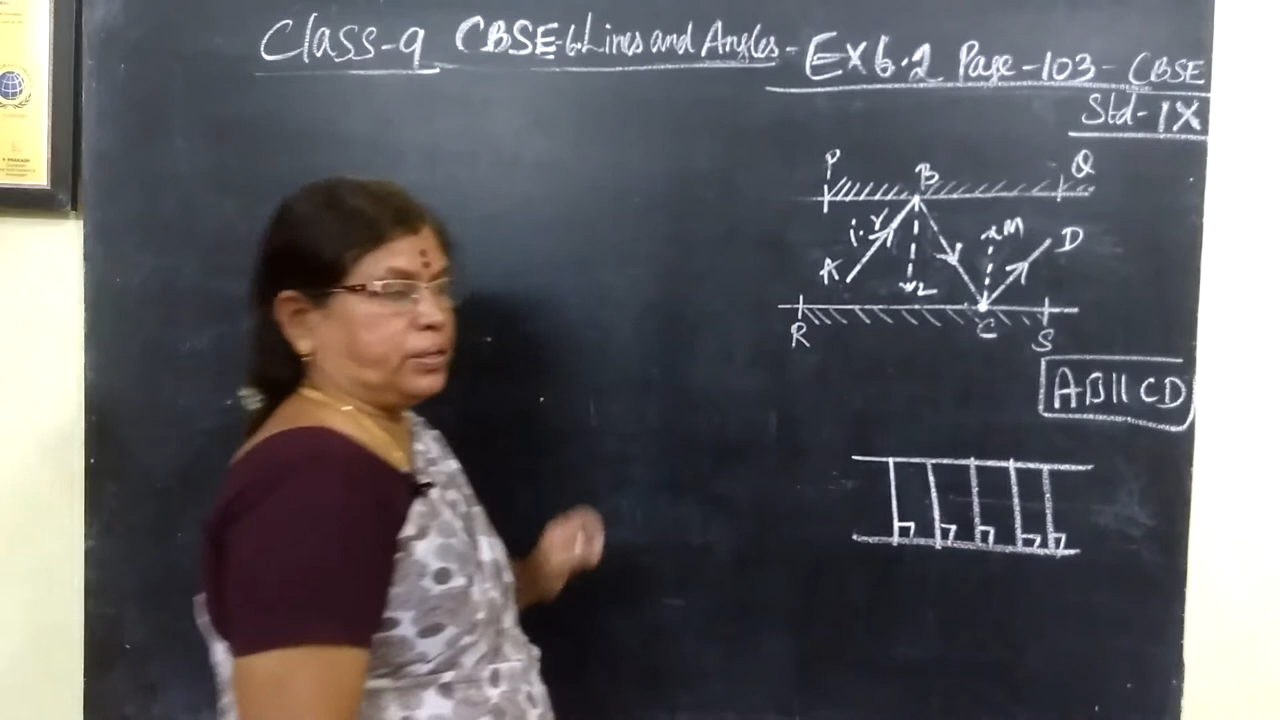 Class-9 CBSE-6.Lines and Angles - Ex 6.2 Page-103- CBSE
Std-IX
P B Q
i.r M D
A L
R C S
AB||CD